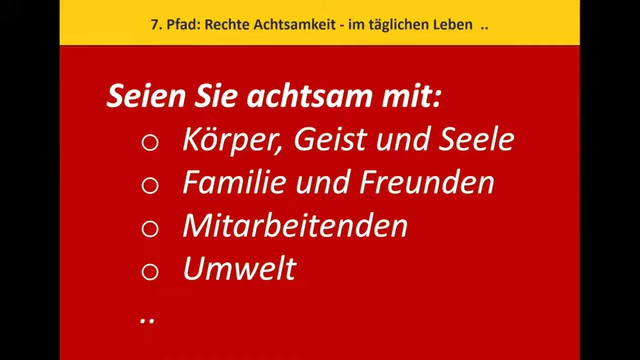 7. Pfad: Rechte Achtsamkeit - im täglichen Leben ..
Seien Sie achtsam mit:
o Körper, Geist und Seele
o Familie und Freunden
o Mitarbeitenden
o Umwelt
..